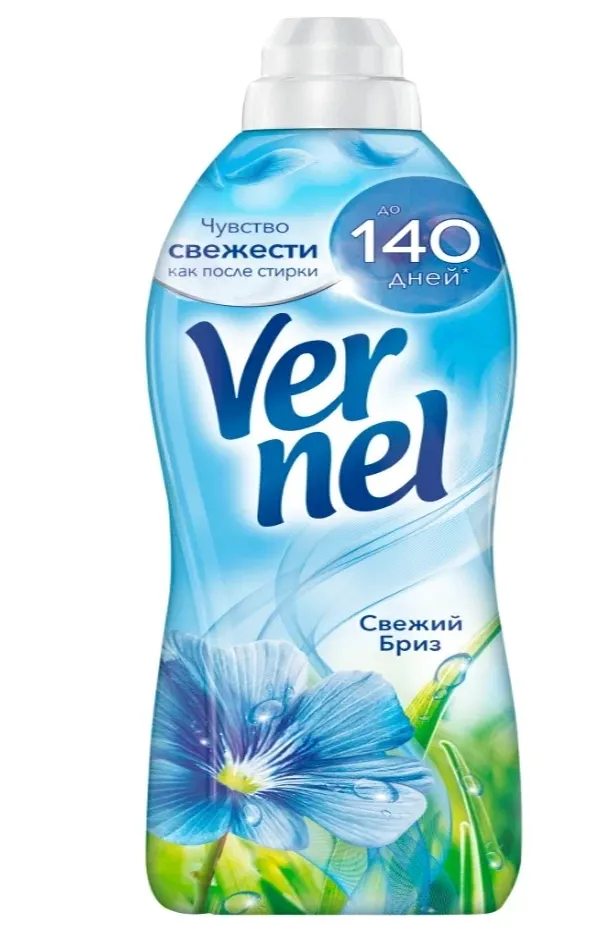 Чувство
свежести
как после стирки
до
140
дней*
Ver
nel
Свежий
Бриз